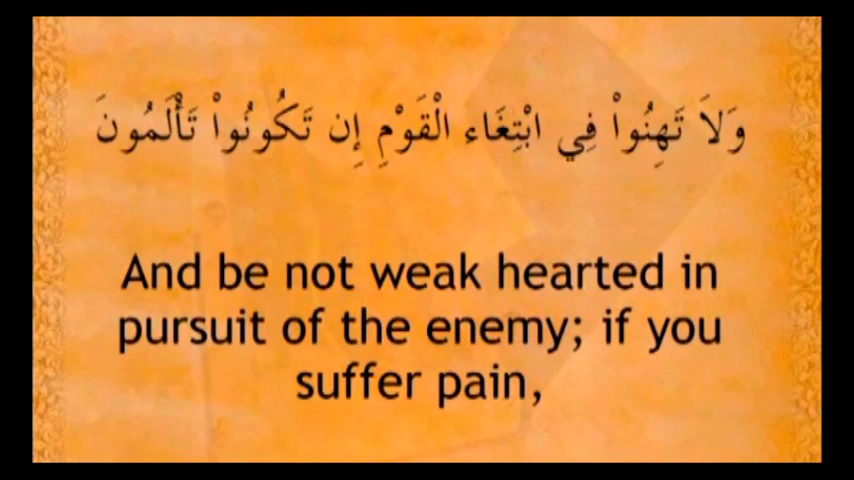 وَلاَ تَهِنُواْ فِي ابْتِغَاء الْقَوْمِ إِن تَكُونُواْ تَأْلَمُونَ
And be not weak hearted in
pursuit of the enemy; if you
suffer pain,